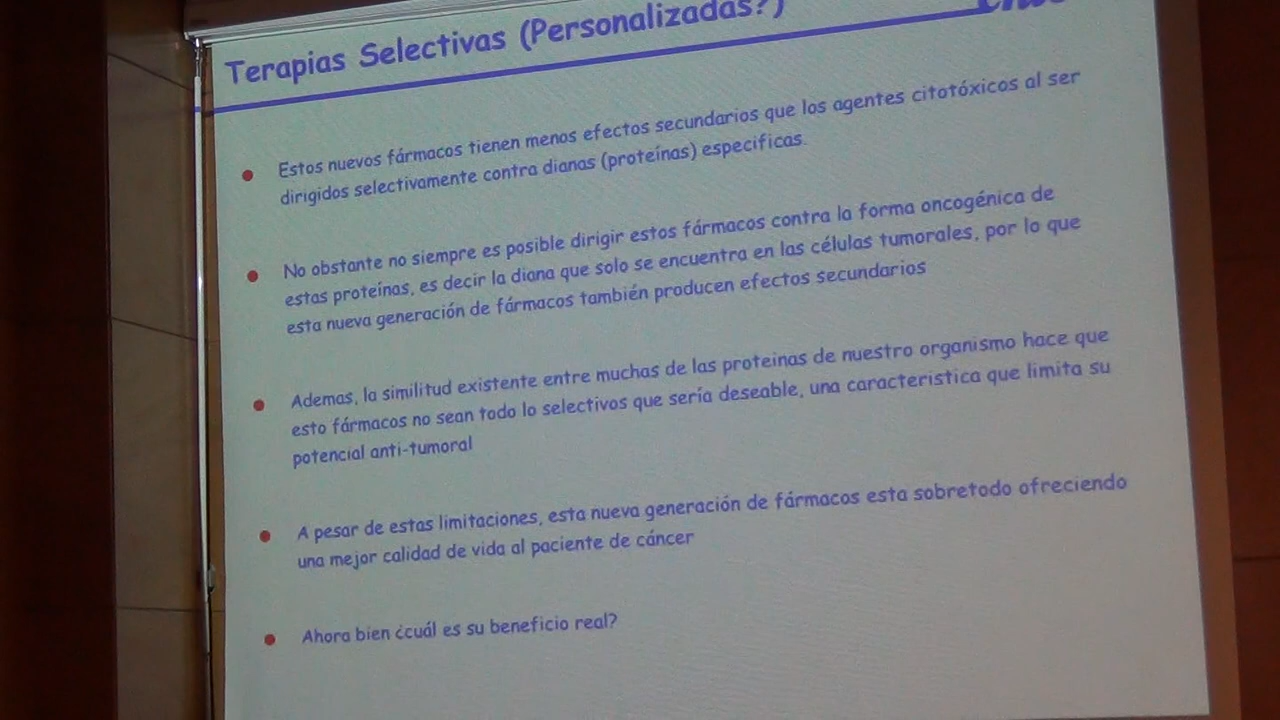 Terapias Selectivas (Personalizadas?)
Estos nuevos fármacos tienen menos efectos secundarios que los agentes citotóxicos al ser
dirigidos selectivamente contra dianas (proteínas) especificas.
No obstante no siempre es posible dirigir estos fármacos contra la forma oncogénica de
estas proteínas, es decir la diana que solo se encuentra en las células tumorales, por lo que
esta nueva generación de fármacos también producen efectos secundarios
Ademas, la similitud existente entre muchas de las proteinas de nuestro organismo hace que
esto fármacos no sean todo lo selectivos que sería deseable, una caracteristica que limita su
potencial anti-tumoral
A pesar de estas limitaciones, esta nueva generación de fármacos esta sobretodo ofreciendo
una mejor calidad de vida al paciente de cáncer
Ahora bien ¿cuál es su beneficio real?